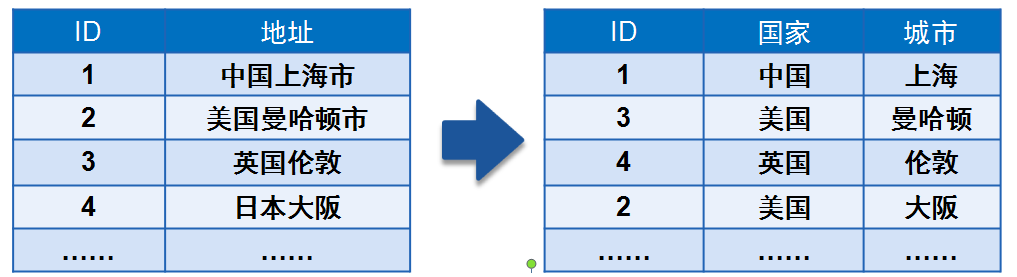 ID 地址
1 中国上海市
2 美国曼哈顿市
3 英国伦敦
4 日本大阪
…… ……
ID 国家 城市
1 中国 上海
3 美国 曼哈顿
4 英国 伦敦
2 美国 大阪
…… …… ……